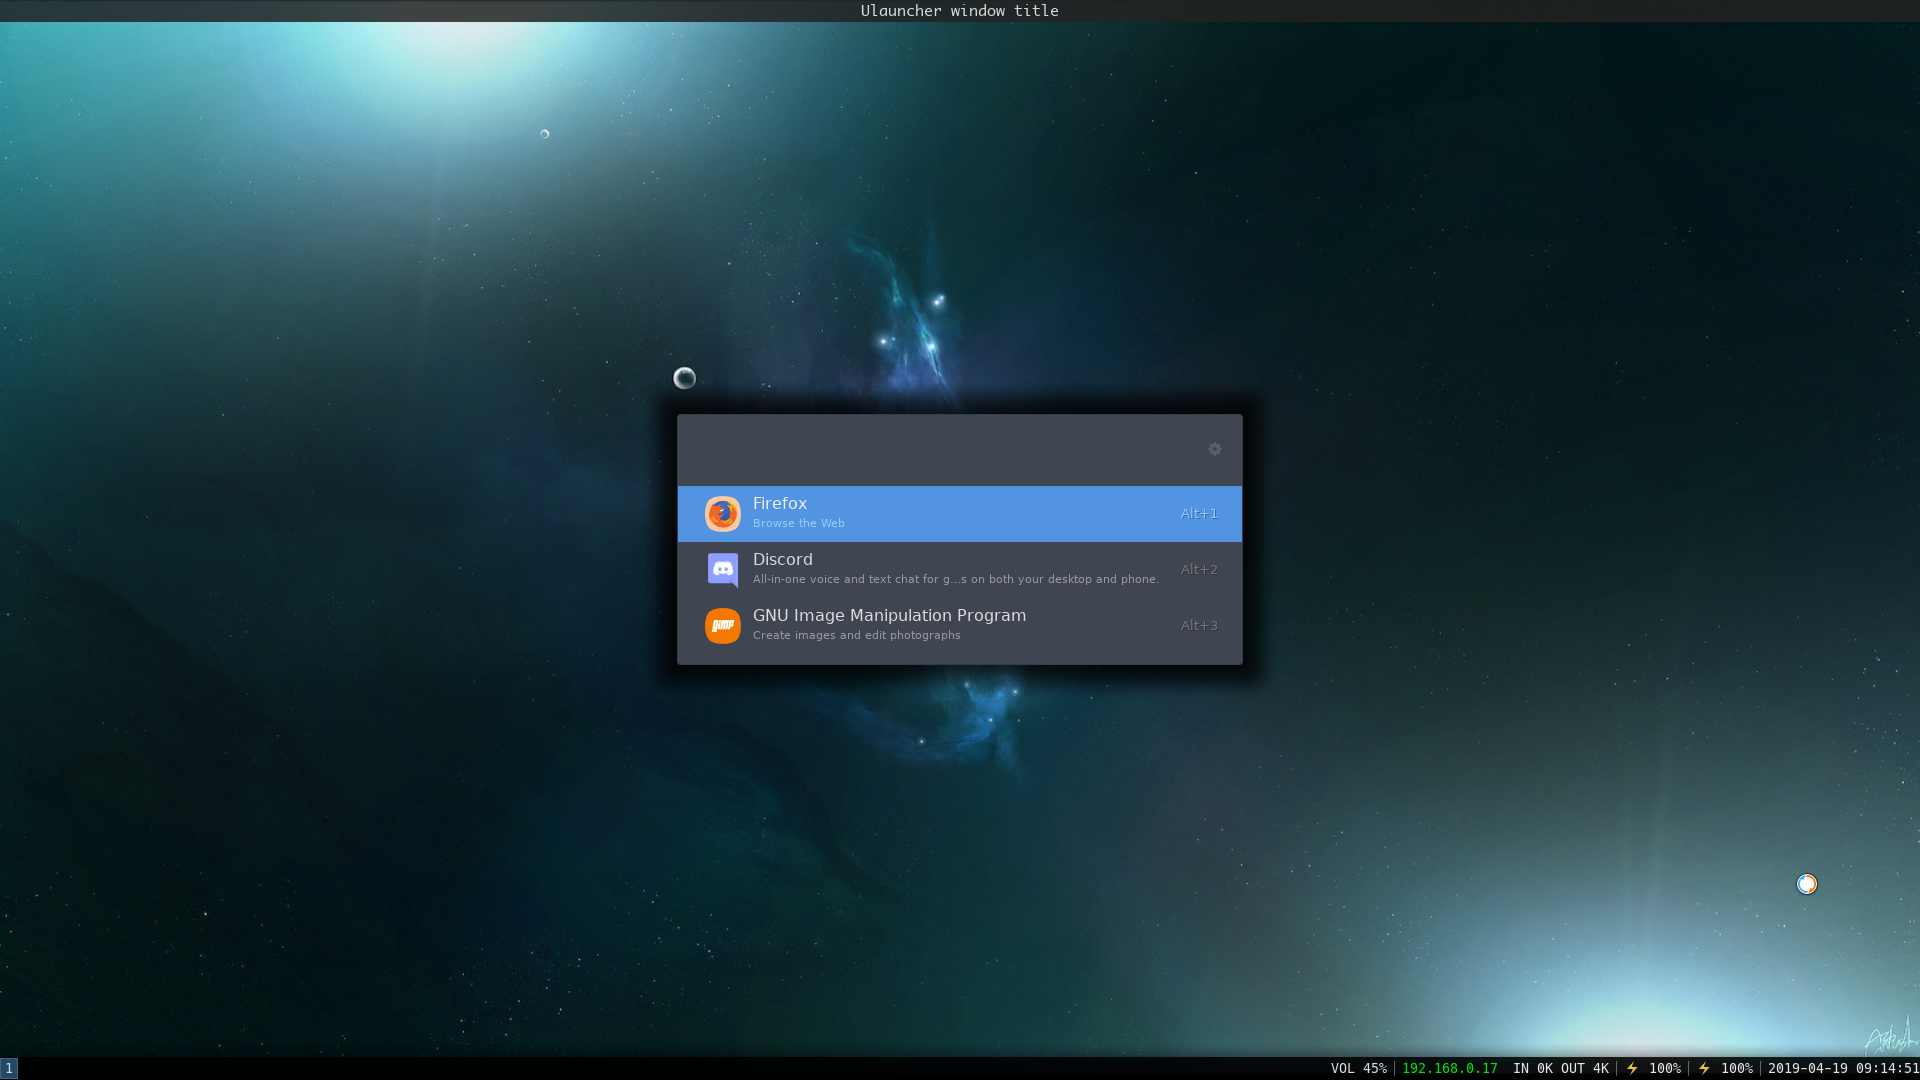 Ulauncher window title
Firefox
Browse the Web
Alt+1
Discord
All-in-one voice and text chat for g...s on both your desktop and phone.
Alt+2
GNU Image Manipulation Program
Create images and edit photographs
Alt+3
GIMP
1 VOL 45% 192.168.0.17 IN 0K OUT 4K ⚡ 100% ⚡ 100% 2019-04-19 09:14:51